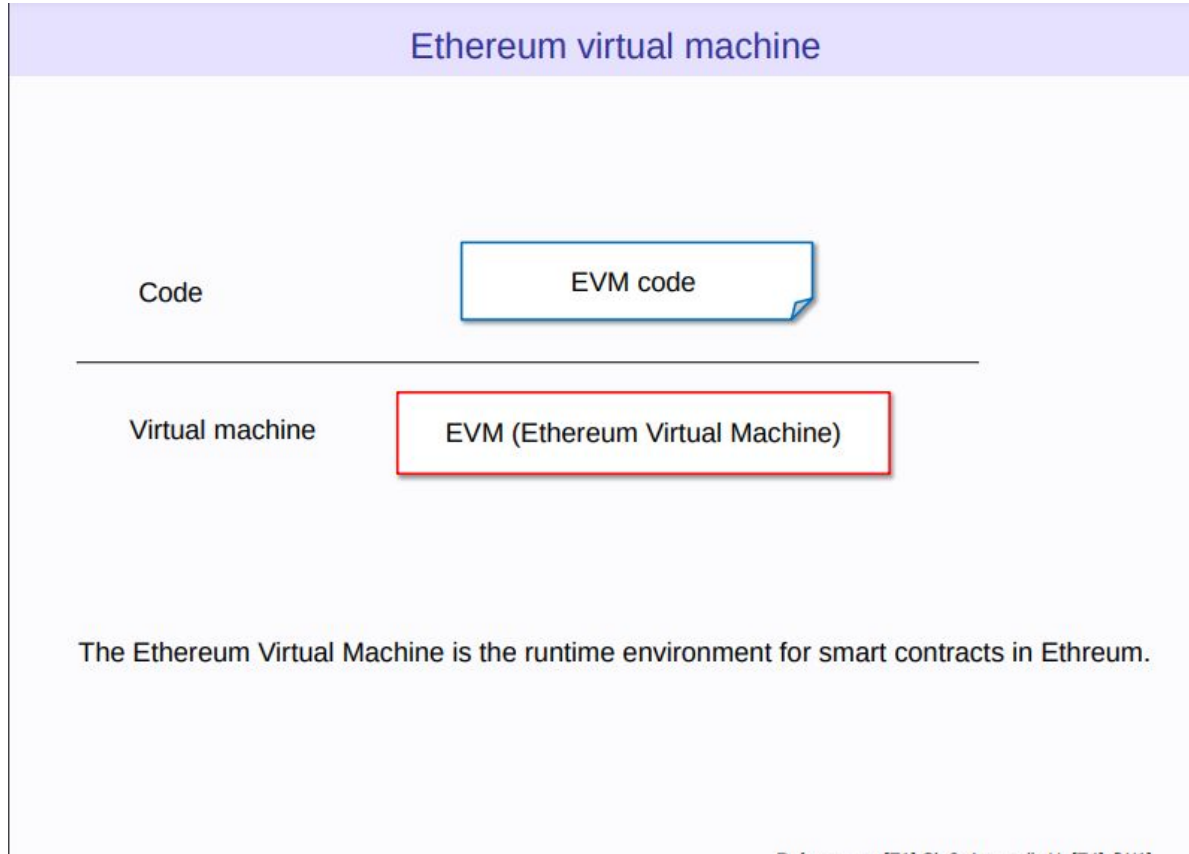 Ethereum virtual machine
Code
EVM code
Virtual machine
EVM (Ethereum Virtual Machine)
The Ethereum Virtual Machine is the runtime environment for smart contracts in Ethreum.